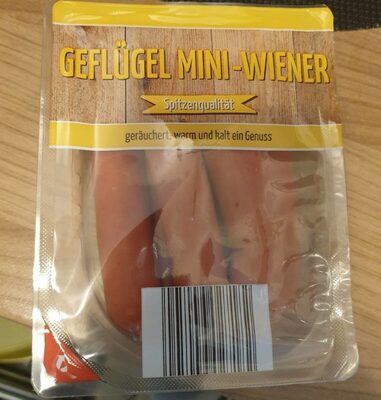 GEFLÜGEL MINI-WIENER
Spitzenqualität
geräuchert, warm und kalt ein Genuss